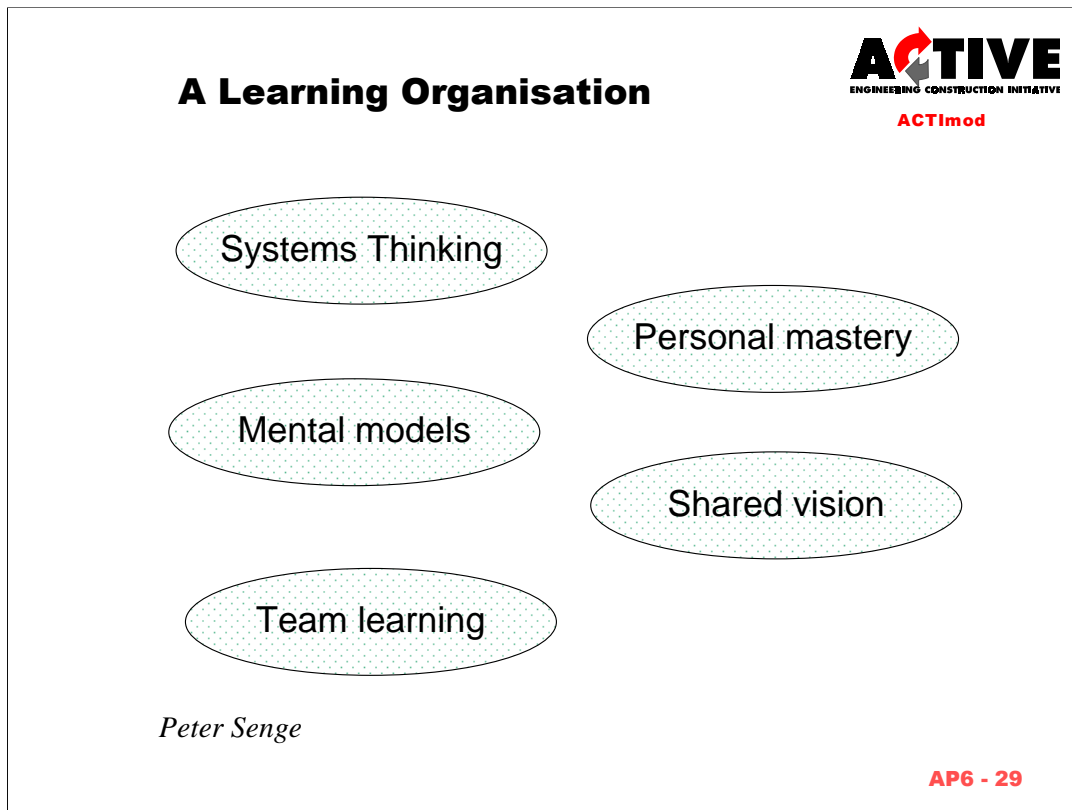 A Learning Organisation
ACTIVE
ENGINEERING CONSTRUCTION INITIATIVE
ACTImod
Systems Thinking
Personal mastery
Mental models
Shared vision
Team learning
Peter Senge
AP6 - 29